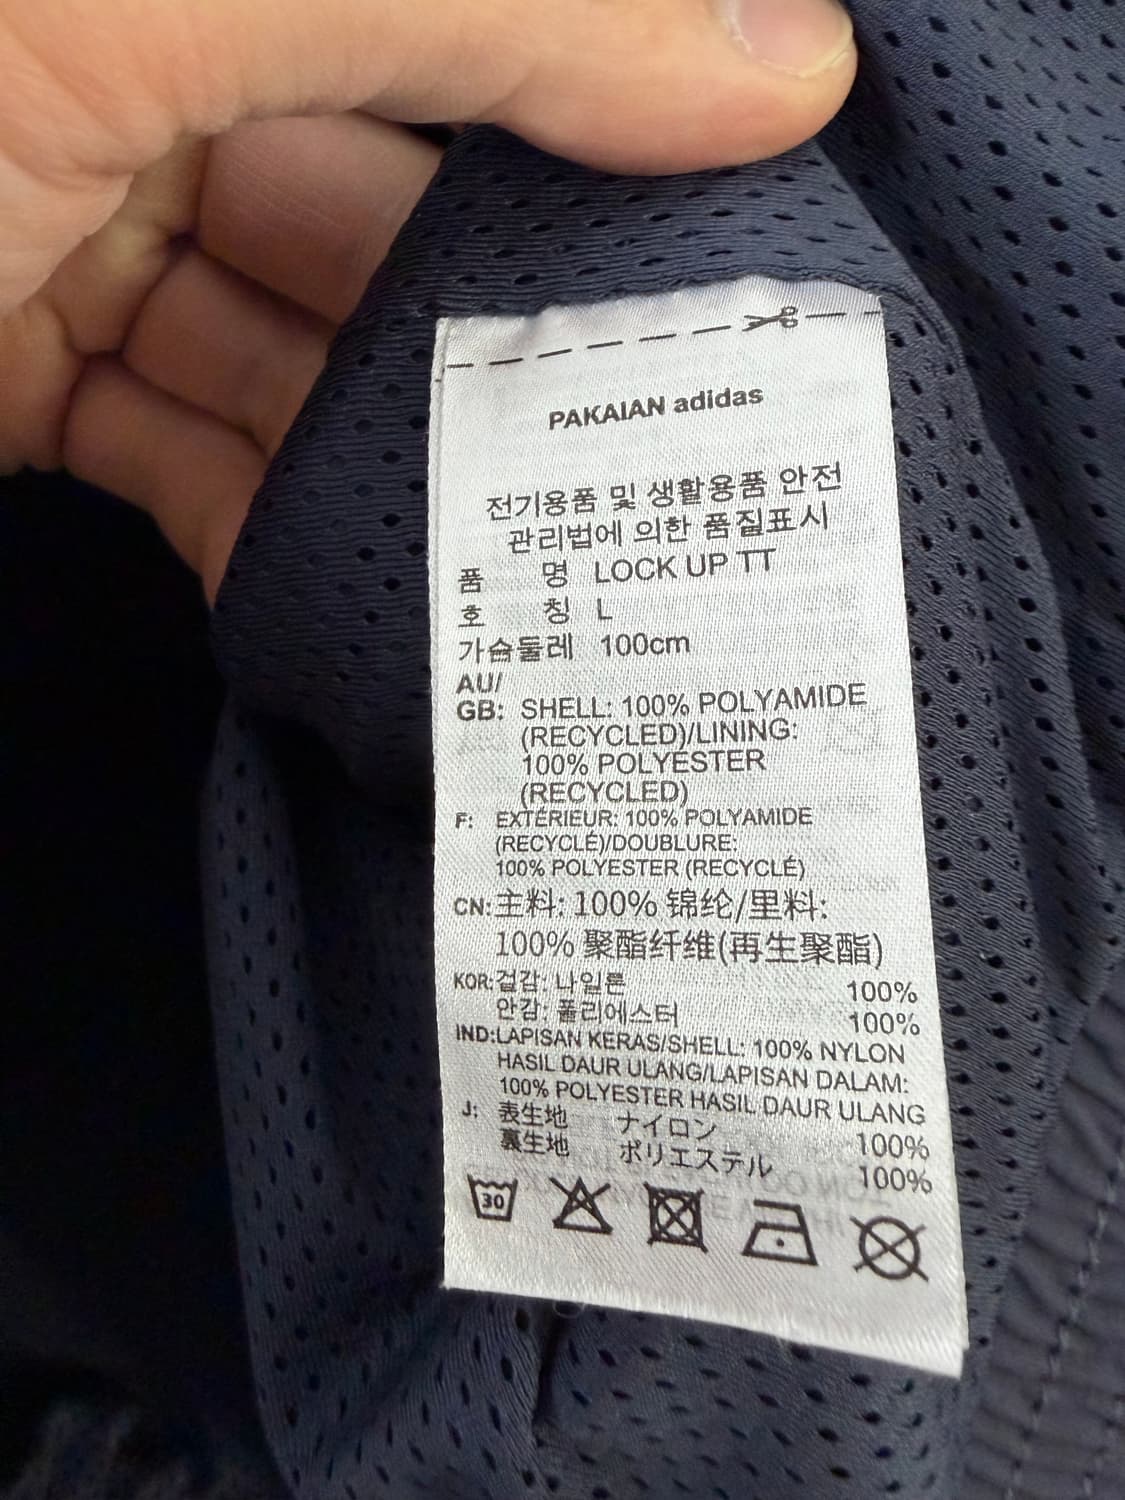 PAKAIAN adidas
전기용품 및 생활용품 안전
관리법에 의한 품질표시
품 명 LOCK UP TT
호 칭 L
가슴둘레 100cm
AU/
GB: SHELL: 100% POLYAMIDE
(RECYCLED)/LINING:
100% POLYESTER
(RECYCLED)
F: EXTÉRIEUR: 100% POLYAMIDE
(RECYCLÉ)/DOUBLURE:
100% POLYESTER (RECYCLÉ)
CN: 主料: 100% 锦纶/里料:
100% 聚酯纤维(再生聚酯)
KOR: 겉감: 나일론 100%
안감: 폴리에스터 100%
IND: LAPISAN KERAS/SHELL: 100% NYLON
HASIL DAUR ULANG/LAPISAN DALAM:
100% POLYESTER HASIL DAUR ULANG
J: 表生地 ナイロン 100%
裏生地 ポリエステル 100%
30